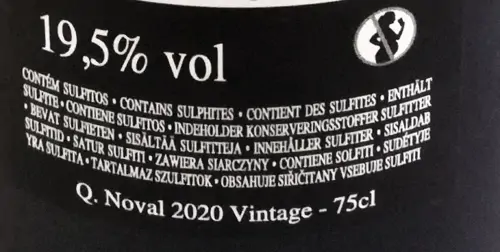 19,5% vol
CONTÉM SULFITOS • CONTAINS SULPHITES • CONTIENT DES SULFITES • ENTHÄLT
SULFITE • CONTIENE SULFITOS • INDEHOLDER KONSERVERINGSSTOFFER SULFITTER
• BEVAT SULFIETEN • SISÄLTÄÄ SULFITTEJA • INNEHÅLLER SULFITER • SISALDAB
SULFITID • SATUR SULFITI • ZAWIERA SIARCZYNY • CONTIENE SOLFITI • SUDĖTYJE
YRA SULFITA • TARTALMAZ SZULFITOK • OBSAHUJE SIŘIČITANY VSEBUJE SULFITI
Q. Noval 2020 Vintage - 75cl